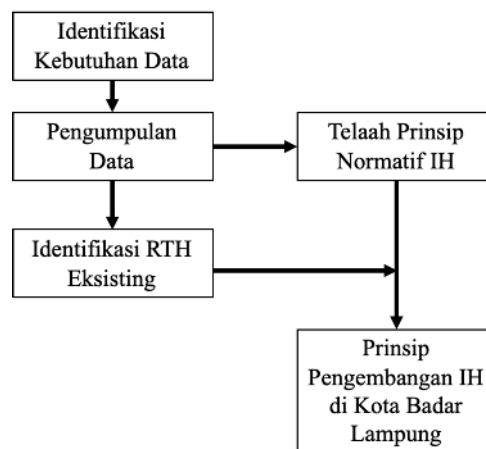 Identifikasi
Kebutuhan Data
Pengumpulan
Data
Telaah Prinsip
Normatif IH
Identifikasi RTH
Eksisting
Prinsip
Pengembangan IH
di Kota Badar
Lampung